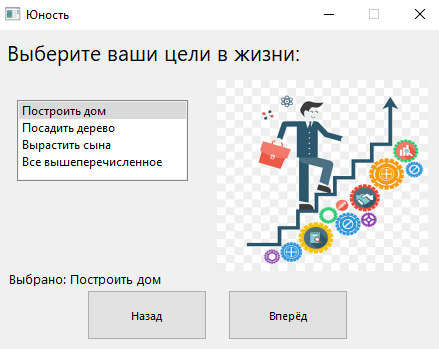 Юность
Выберите ваши цели в жизни:
Построить дом
Посадить дерево
Вырастить сына
Все вышеперечисленное
Выбрано: Построить дом
Назад
Вперёд